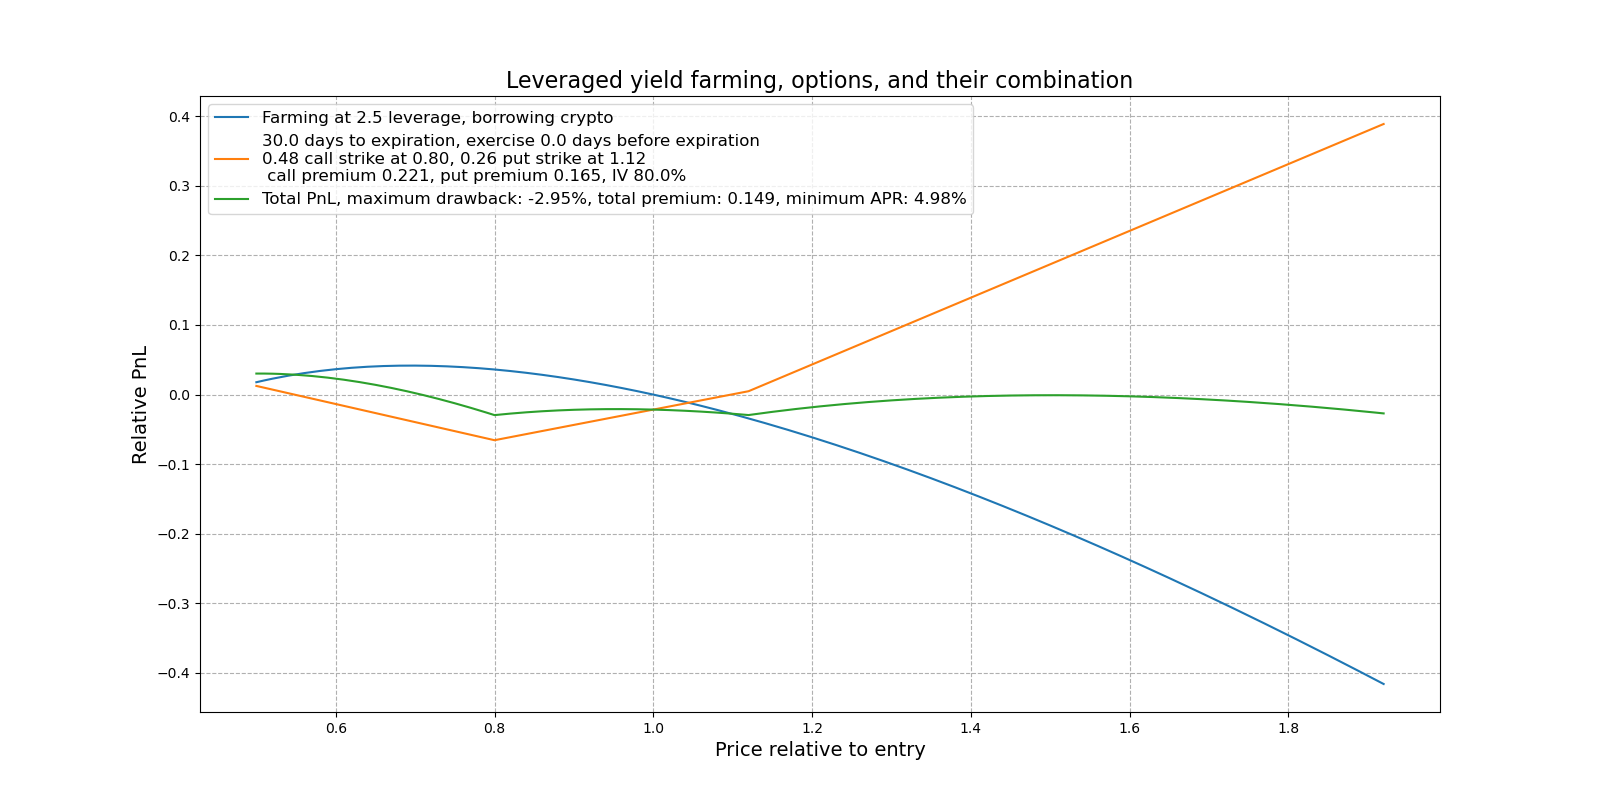 Leveraged yield farming, options, and their combination
Farming at 2.5 leverage, borrowing crypto
30.0 days to expiration, exercise 0.0 days before expiration
0.48 call strike at 0.80, 0.26 put strike at 1.12
call premium 0.221, put premium 0.165, IV 80.0%
Total PnL, maximum drawback: -2.95%, total premium: 0.149, minimum APR: 4.98%
Relative PnL
0.4
0.3
0.2
0.1
0.0
−0.1
−0.2
−0.3
−0.4
0.6 0.8 1.0 1.2 1.4 1.6 1.8
Price relative to entry